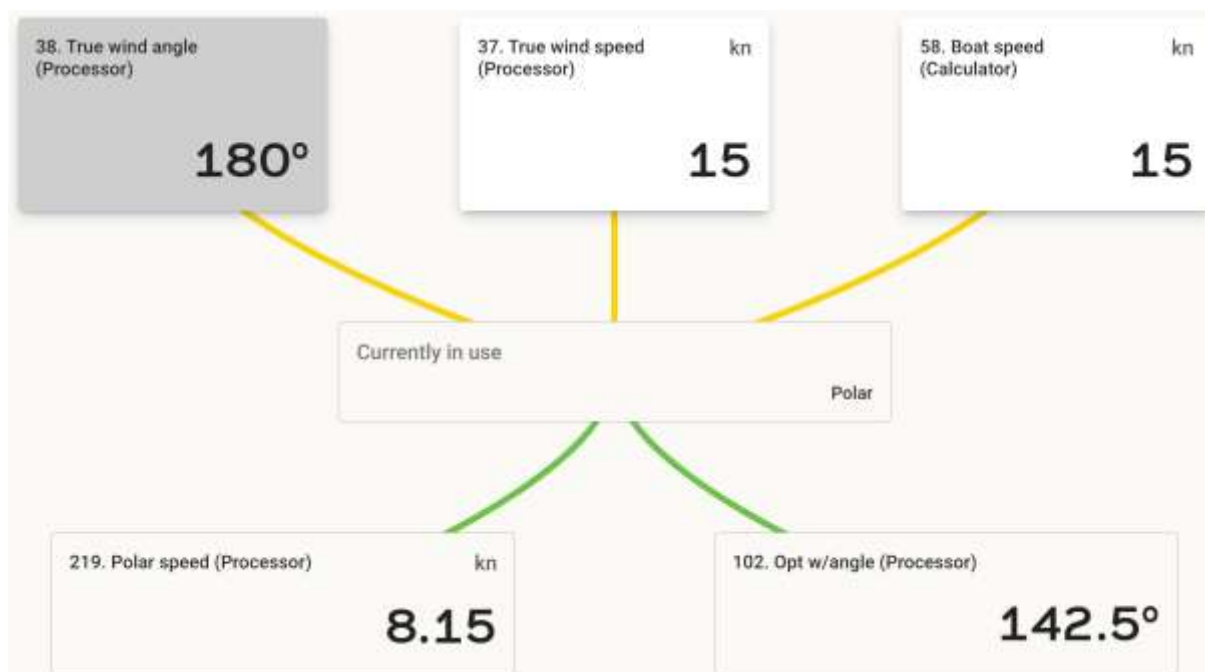 38. True wind angle
(Processor)
180°
37. True wind speed kn
(Processor)
15
58. Boat speed kn
(Calculator)
15
Currently in use
Polar
219. Polar speed (Processor) kn
8.15
102. Opt w/angle (Processor)
142.5°